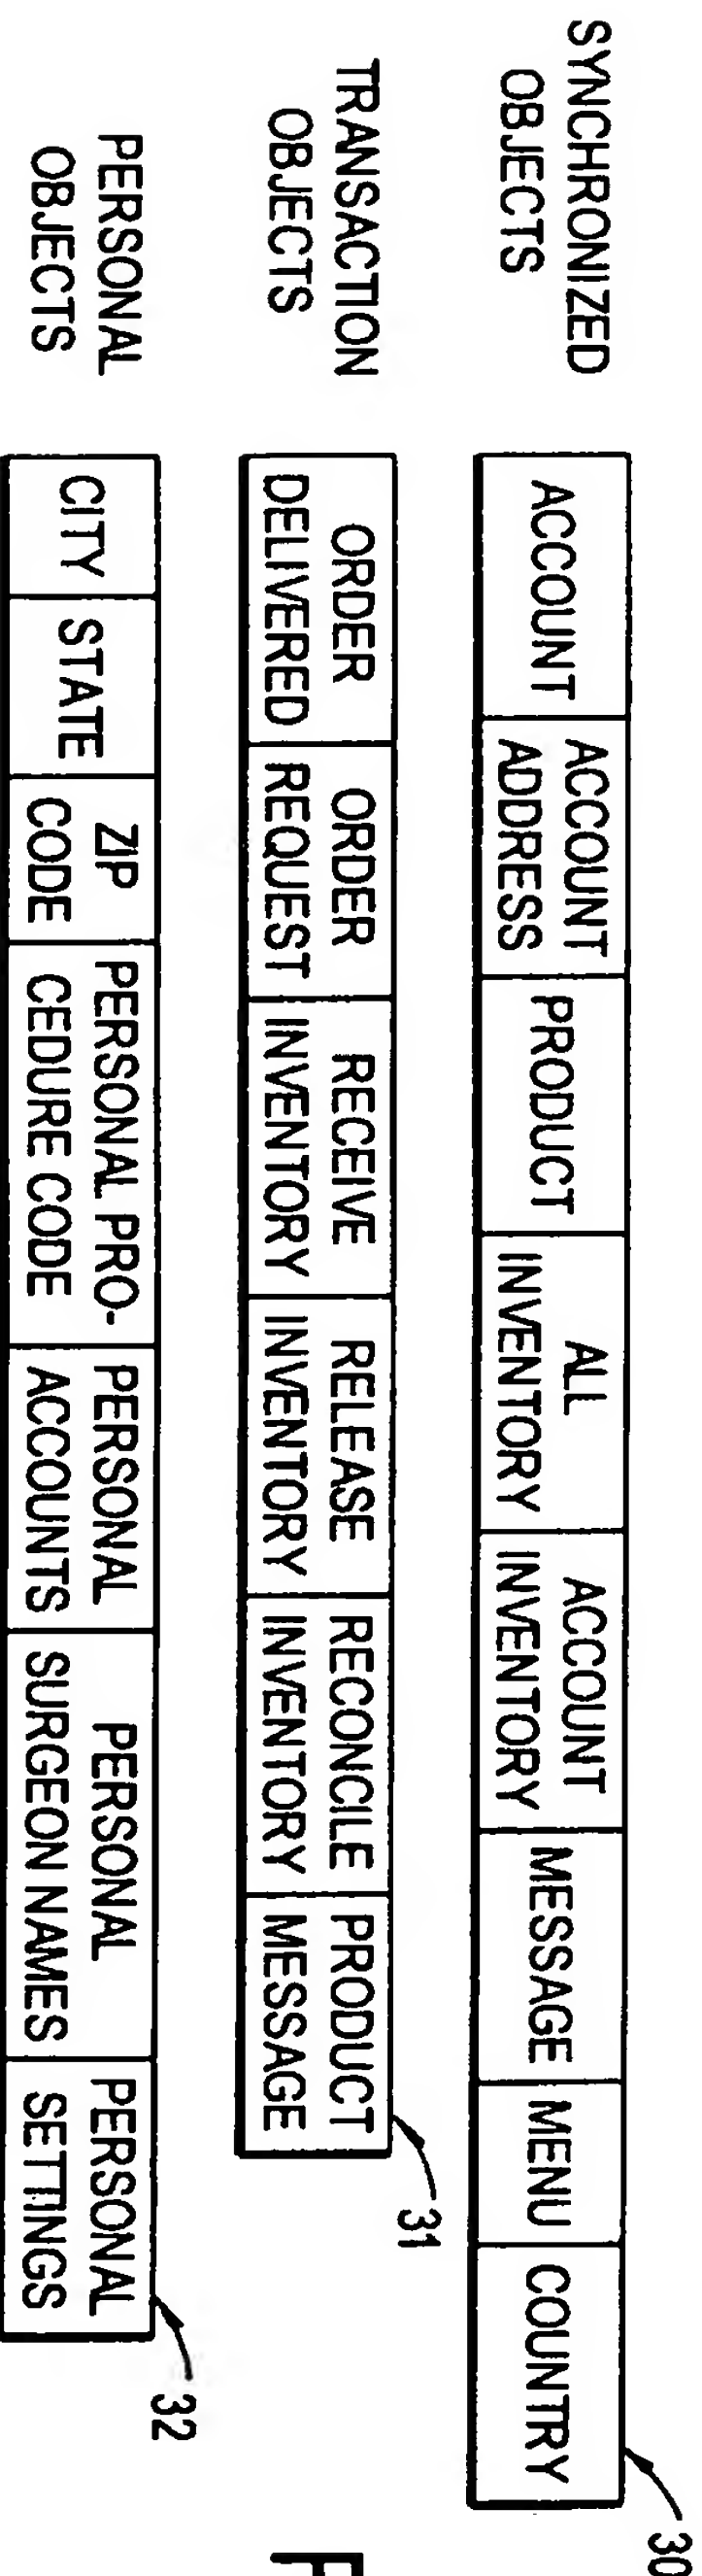 SYNCHRONIZED
OBJECTS
ACCOUNT
ACCOUNT
ADDRESS
PRODUCT
ALL
INVENTORY
ACCOUNT
INVENTORY
MESSAGE
MENU
COUNTRY
30
TRANSACTION
OBJECTS
ORDER
DELIVERED
ORDER
REQUEST
RECEIVE
INVENTORY
RELEASE
INVENTORY
RECONCILE
INVENTORY
PRODUCT
MESSAGE
31
PERSONAL
OBJECTS
CITY
STATE
ZIP
CODE
PERSONAL PRO-
CEDURE CODE
PERSONAL
ACCOUNTS
PERSONAL
SURGEON NAMES
PERSONAL
SETTINGS
32